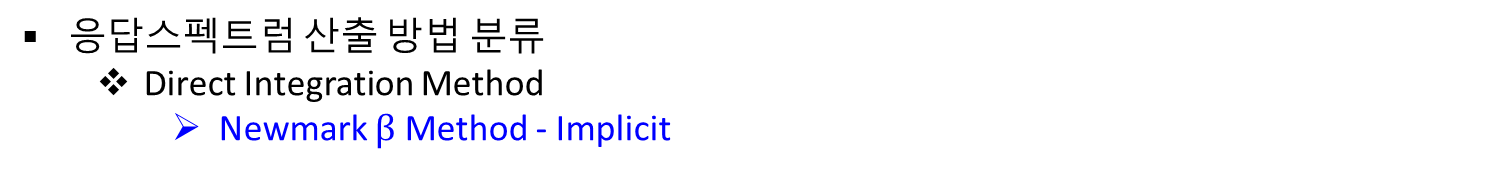 ▪ 응답스펙트럼 산출 방법 분류
❖ Direct Integration Method
➢ Newmark β Method - Implicit